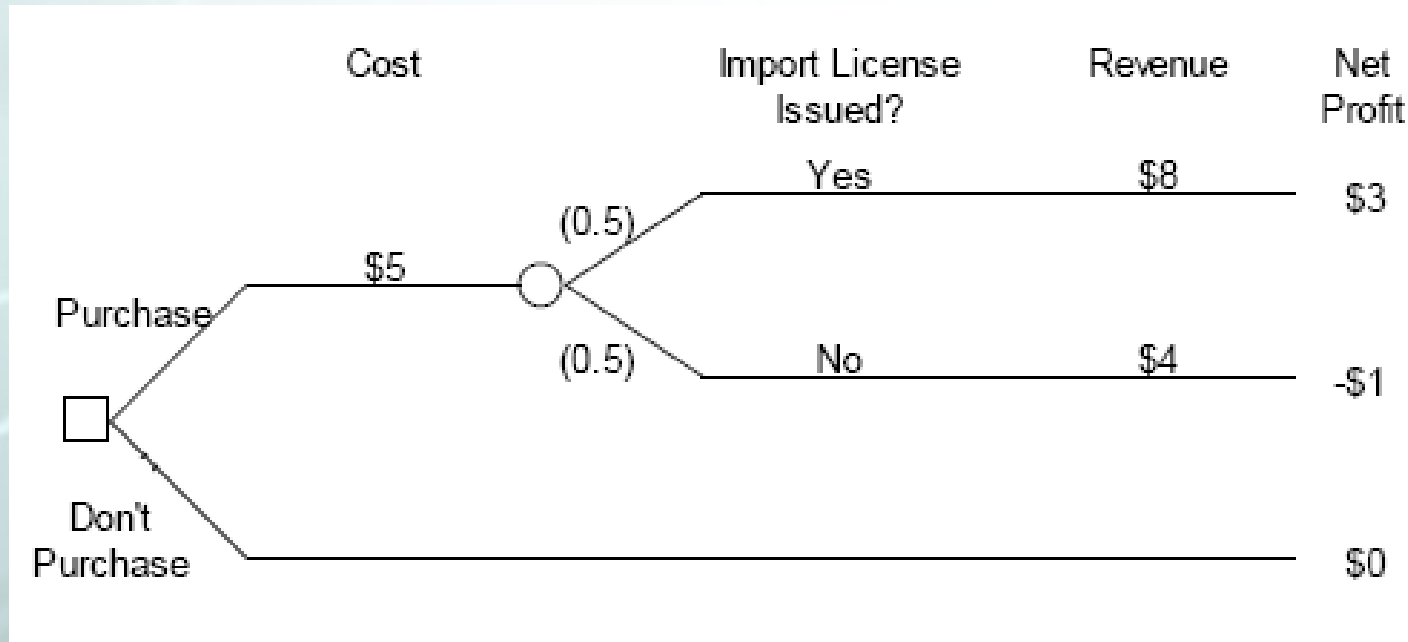 Cost
Import License
Issued?
Revenue
Net
Profit
Yes
$8
$3
(0.5)
$5
Purchase
(0.5)
No
$4
-$1
Don't
Purchase
$0